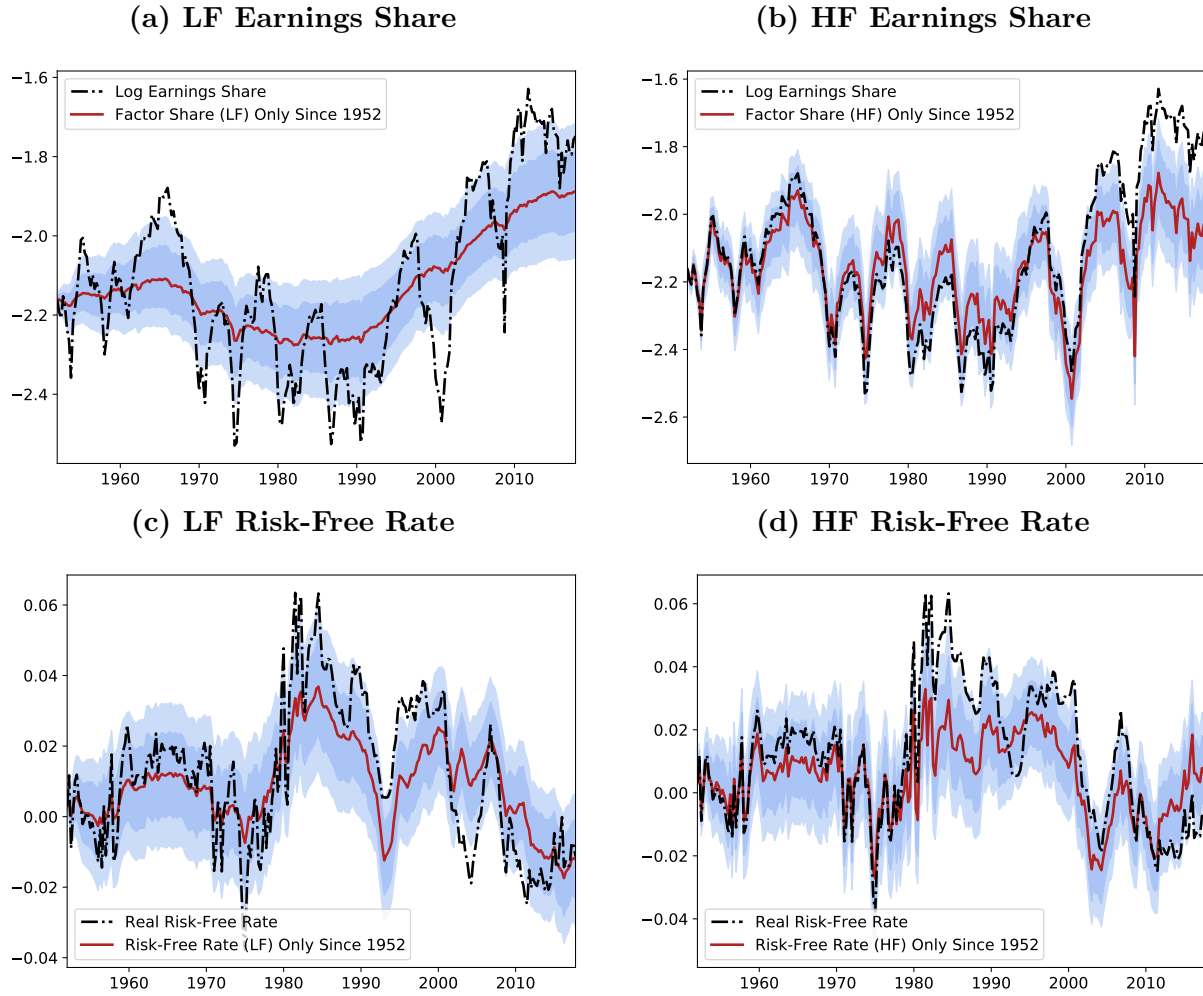 (a) LF Earnings Share
−1.6
−1.8
−2.0
−2.2
−2.4
Log Earnings Share
Factor Share (LF) Only Since 1952
1960 1970 1980 1990 2000 2010
(b) HF Earnings Share
−1.6
−1.8
−2.0
−2.2
−2.4
−2.6
Log Earnings Share
Factor Share (HF) Only Since 1952
1960 1970 1980 1990 2000 2010
(c) LF Risk-Free Rate
0.06
0.04
0.02
0.00
−0.02
−0.04
Real Risk-Free Rate
Risk-Free Rate (LF) Only Since 1952
1960 1970 1980 1990 2000 2010
(d) HF Risk-Free Rate
0.06
0.04
0.02
0.00
−0.02
−0.04
Real Risk-Free Rate
Risk-Free Rate (HF) Only Since 1952
1960 1970 1980 1990 2000 2010